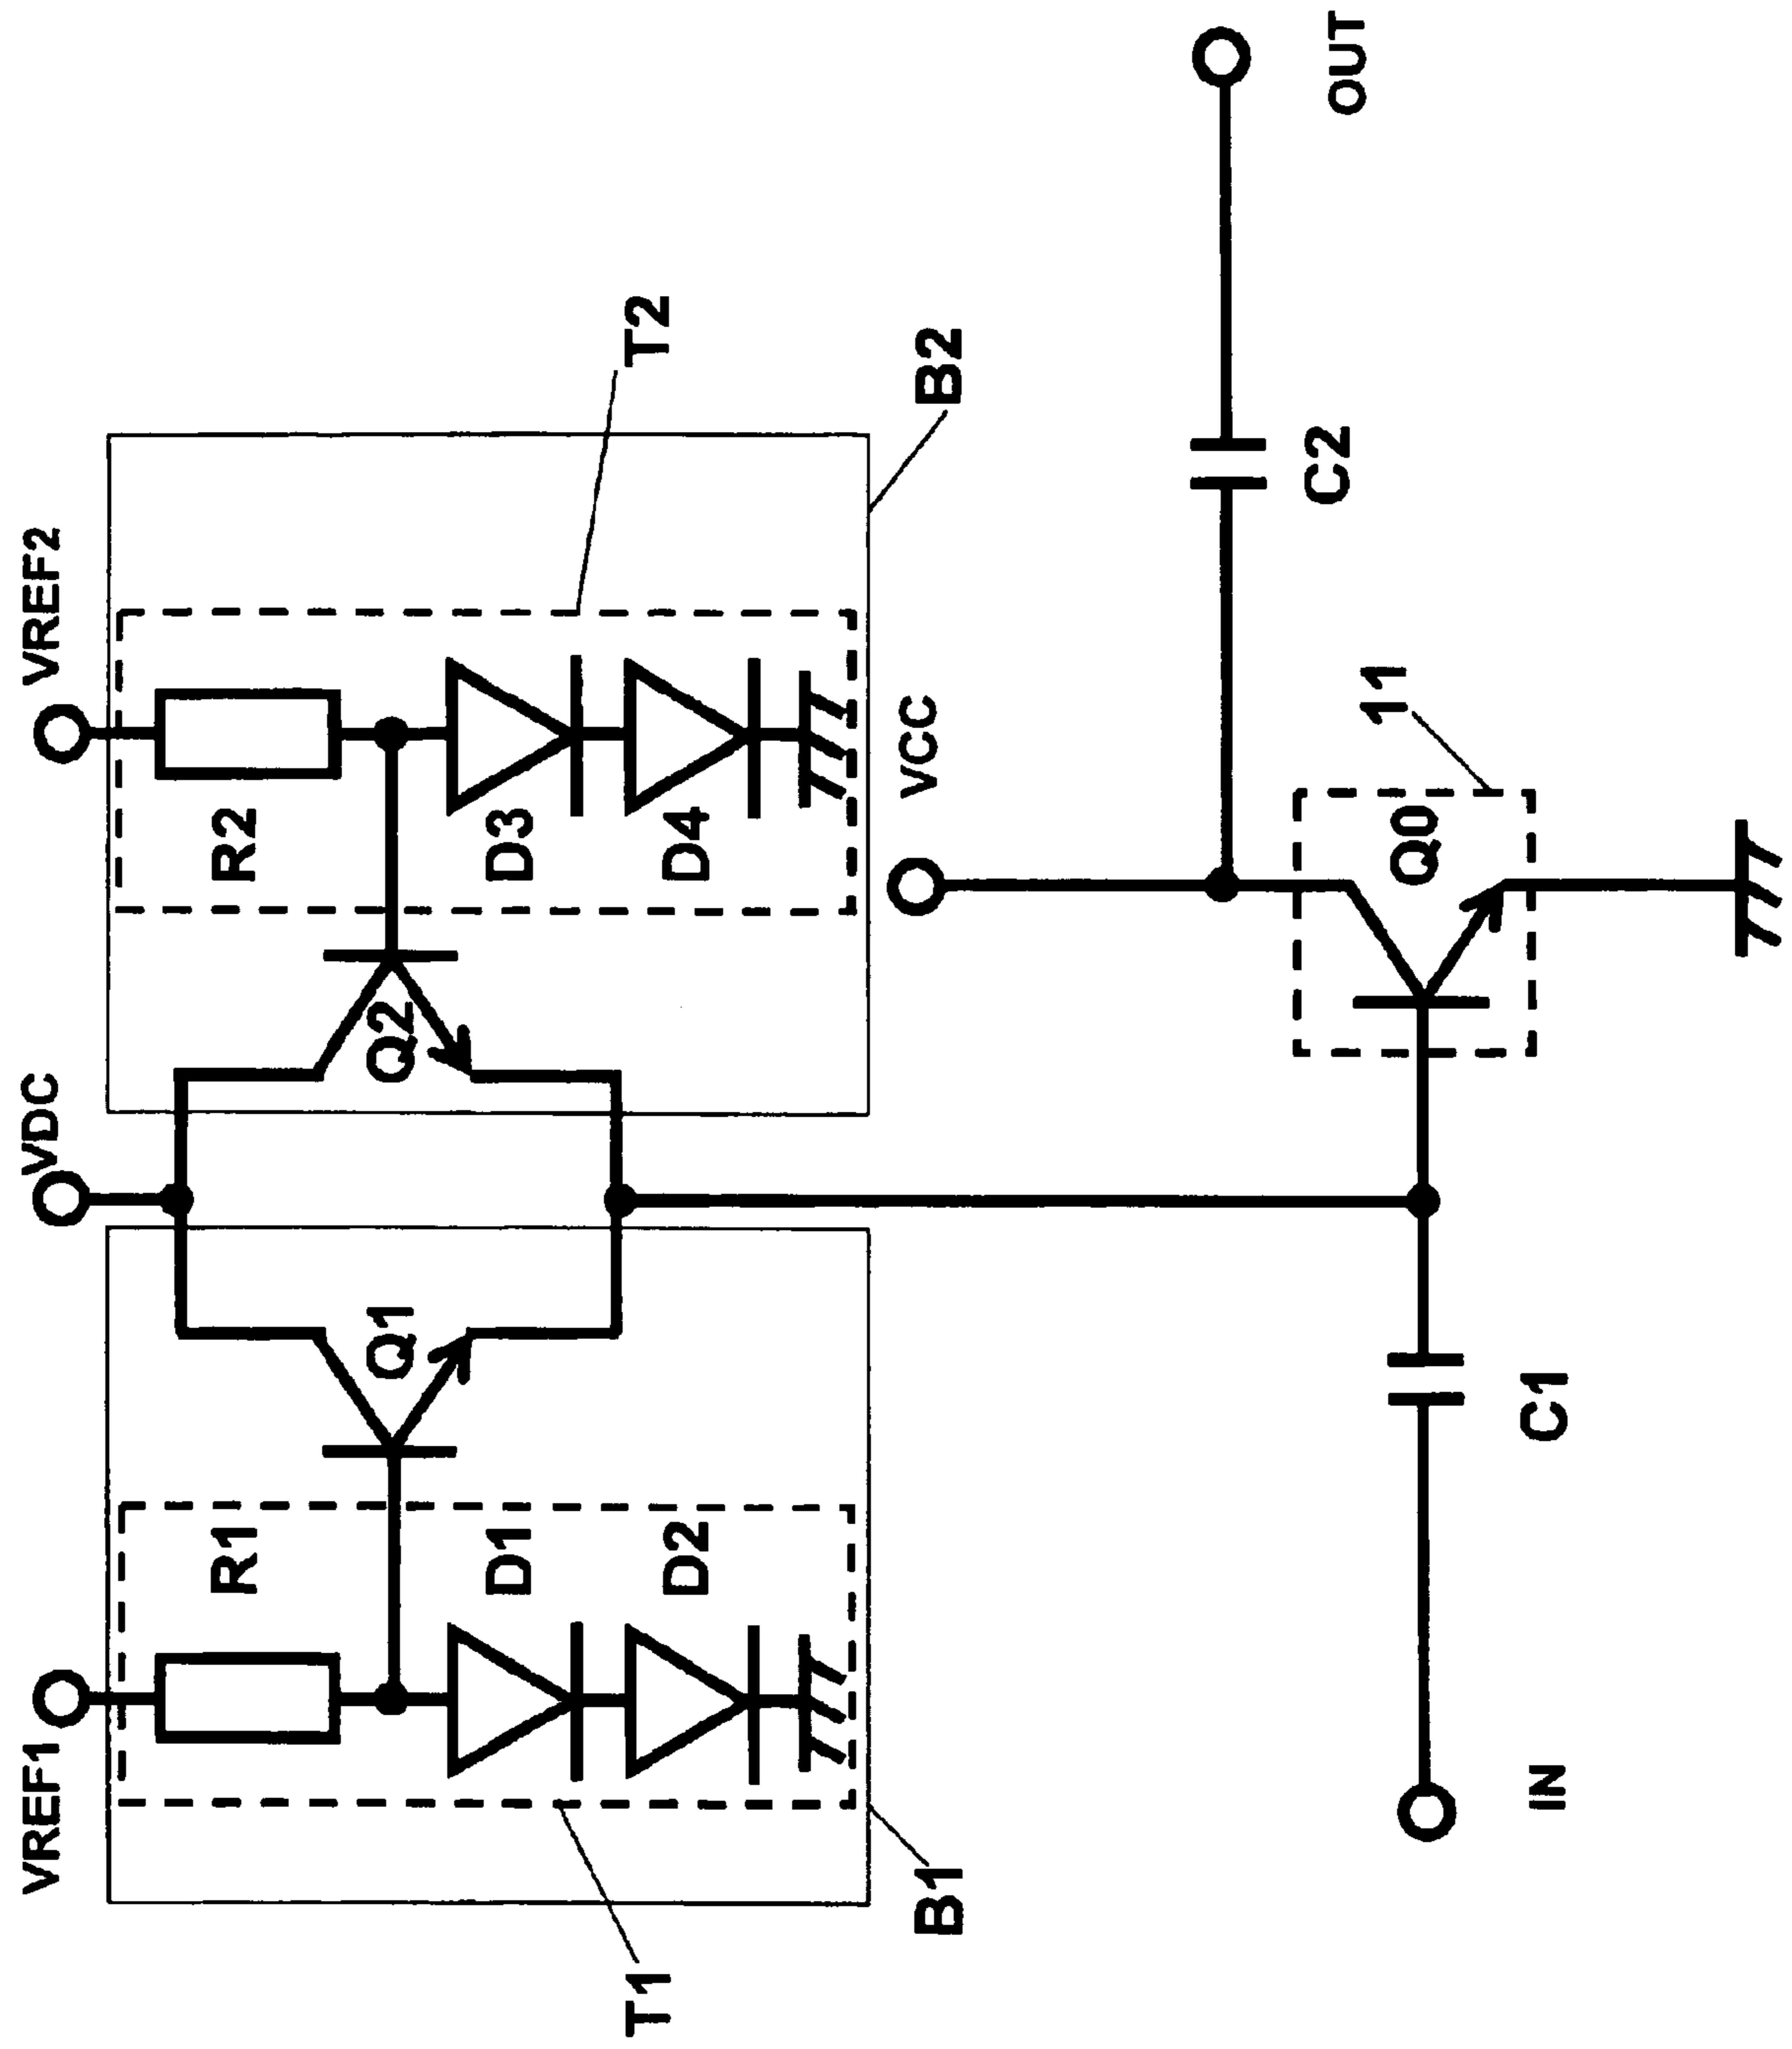 VREF1
VDC
VREF2
R1
Q1
Q2
R2
D1
D3
D2
D4
T1
T2
B1
B2
VCC
C2
OUT
11
Q0
C1
IN